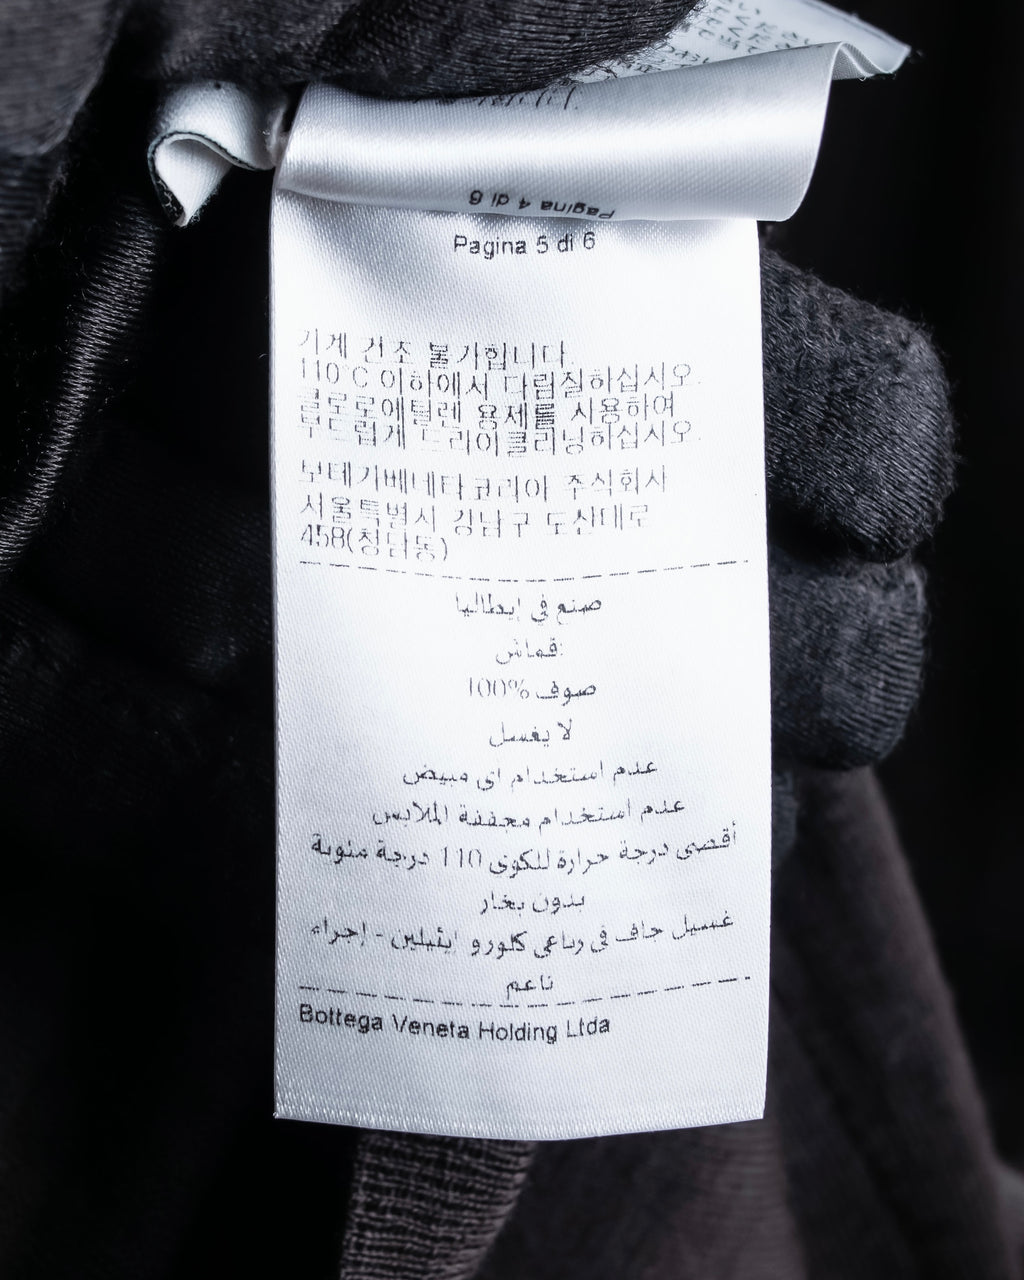 Pagina 4 di 6
Pagina 5 di 6
기계 건조 불가합니다.
110 C 이하에서 다림질하십시오.
클로로에틸렌 용제를 사용하여
부드럽게 드라이클리닝하십시오.
보테가베네타코리아 주식회사
서울특별시 강남구 도산대로
458(청담동)
صنع في إيطاليا
قماش:
صوف %100
لا يغسل
عدم استخدام اي مبيض
عدم استخدام مجففة الملابس
أقصى درجة حرارة للكوى 110 درجة مئوية
بدون بخار
غسيل جاف في رباعي كلورو إيثيلين - إجراء
ناعم
Bottega Veneta Holding Ltda